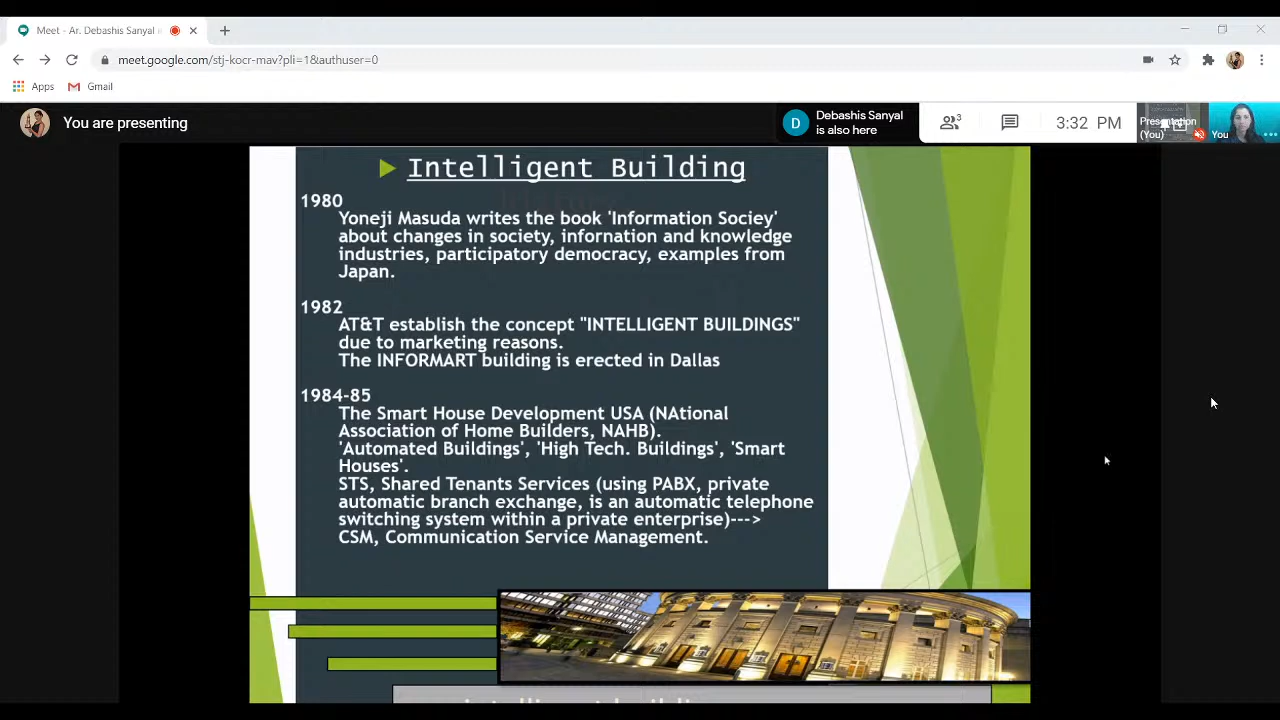 Meet - Ar. Debashis Sanyal i
meet.google.com/stj-kocr-mav?pli=1&authuser=0
Apps
Gmail
You are presenting
D
Debashis Sanyal
is also here
3
3:32 PM
Presentation
(You)
You
Intelligent Building
1980
Yoneji Masuda writes the book 'Information Sociey'
about changes in society, infornation and knowledge
industries, participatory democracy, examples from
Japan.
1982
AT&T establish the concept "INTELLIGENT BUILDINGS"
due to marketing reasons.
The INFORMART building is erected in Dallas
1984-85
The Smart House Development USA (NAtional
Association of Home Builders, NAHB).
'Automated Buildings', 'High Tech. Buildings', 'Smart
Houses'.
STS, Shared Tenants Services (using PABX, private
automatic branch exchange, is an automatic telephone
switching system within a private enterprise)--->
CSM, Communication Service Management.